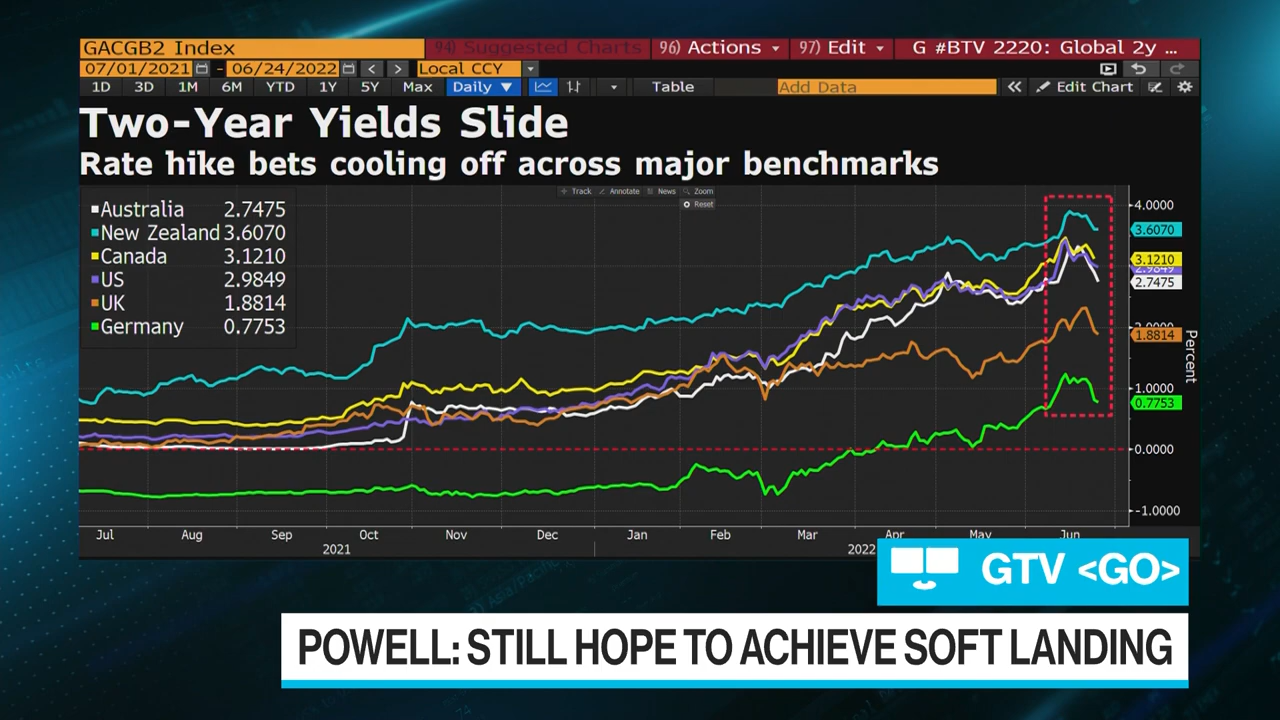 GACGB2 Index
94) Suggested Charts
96) Actions
97) Edit
G #BTV 2220: Global 2y ...
07/01/2021 - 06/24/2022 < > Local CCY
1D 3D 1M 6M YTD 1Y 5Y Max Daily ▼ Table Add Data « Edit Chart
Two-Year Yields Slide
Rate hike bets cooling off across major benchmarks
Track Annotate News Zoom
Reset
Australia 2.7475
New Zealand 3.6070
Canada 3.1210
US 2.9849
UK 1.8814
Germany 0.7753
4.0000
3.6070
3.1210
2.9849
2.7475
2.0000
1.8814
1.0000
0.7753
0.0000
-1.0000
Percent
Jul Aug Sep Oct Nov Dec Jan Feb Mar Apr May Jun
2021 2022
GTV <GO>
POWELL: STILL HOPE TO ACHIEVE SOFT LANDING